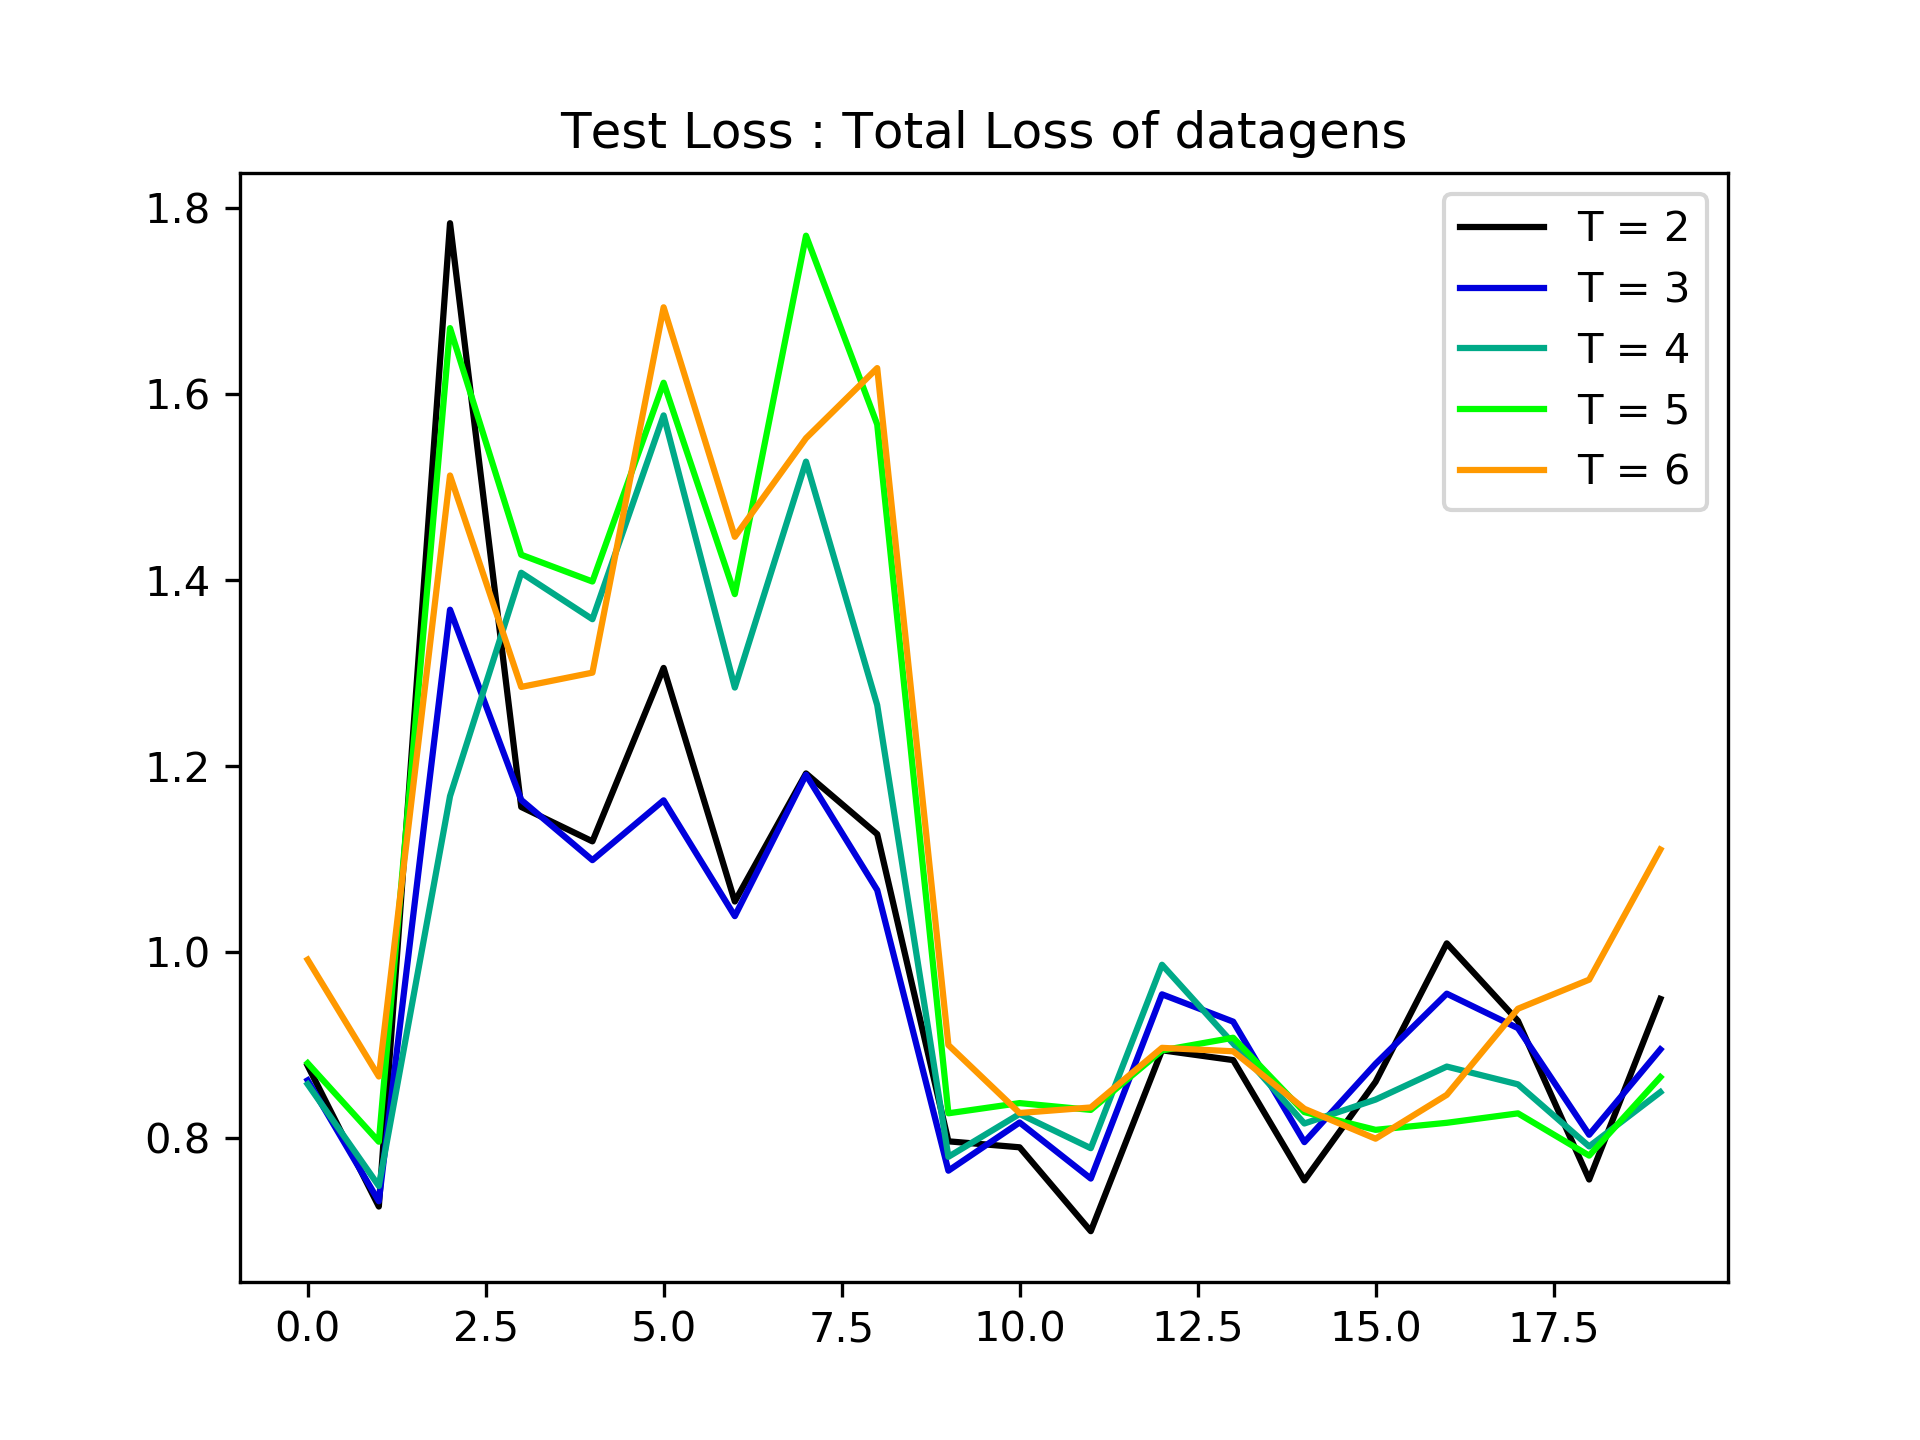 Test Loss : Total Loss of datagens
1.8
1.6
1.4
1.2
1.0
0.8
0.0 2.5 5.0 7.5 10.0 12.5 15.0 17.5
T = 2
T = 3
T = 4
T = 5
T = 6